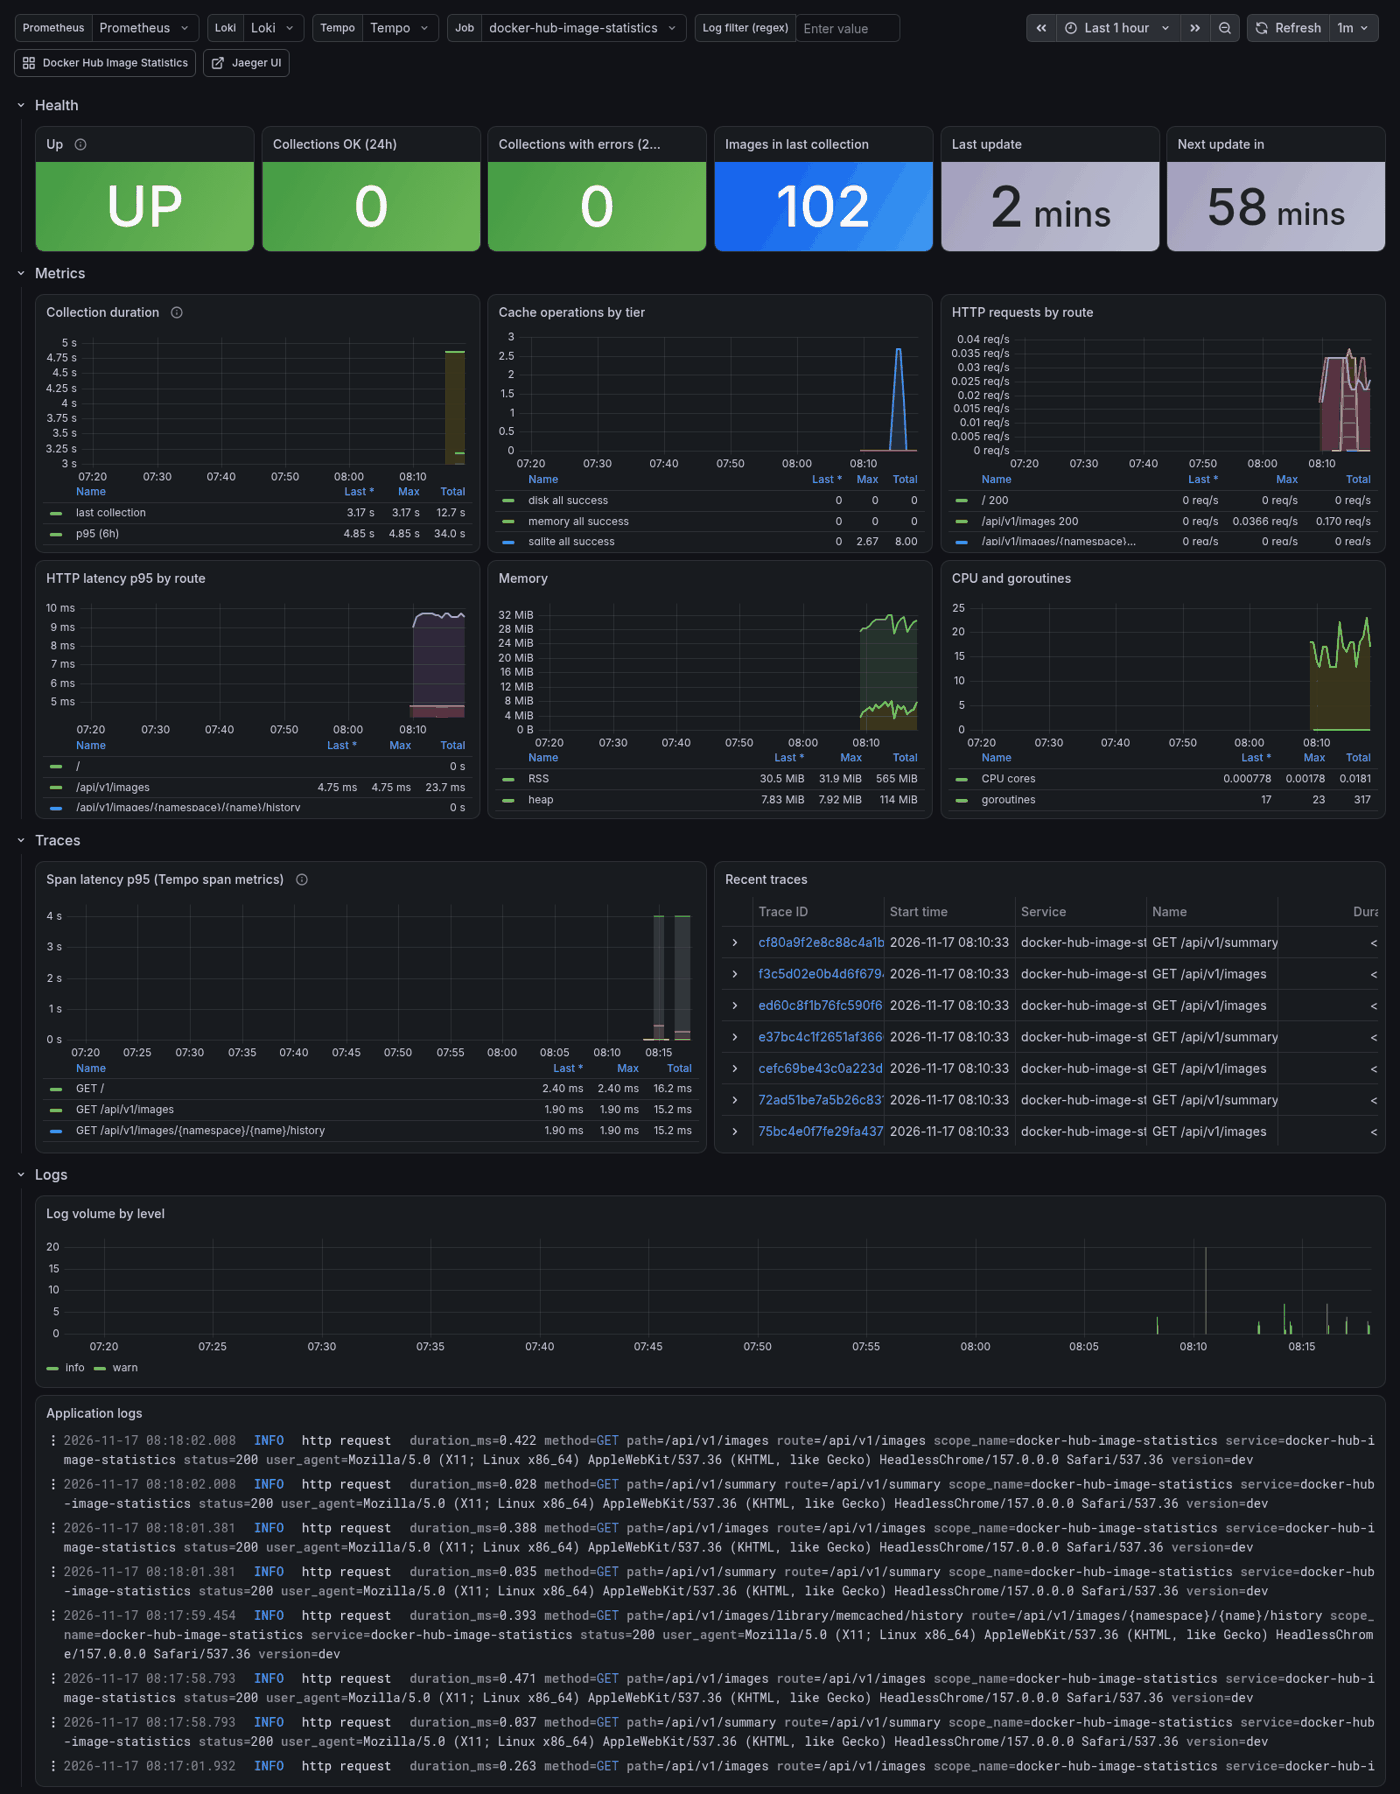 Prometheus Prometheus Loki Loki Tempo Tempo Job docker-hub-image-statistics Log filter (regex) Enter value Last 1 hour Refresh 1m
Docker Hub Image Statistics Jaeger UI
Health
Up Collections OK (24h) Collections with errors (2... Images in last collection Last update Next update in
UP 0 0 102 2 mins 58 mins
Metrics
Collection duration
5 s
4.75 s
4.5 s
4.25 s
4 s
3.75 s
3.5 s
3.25 s
3 s
07:20 07:30 07:40 07:50 08:00 08:10
Name Last * Max Total
last collection 3.17 s 3.17 s 12.7 s
p95 (6h) 4.85 s 4.85 s 34.0 s
Cache operations by tier
3
2.5
2
1.5
1
0.5
0
07:20 07:30 07:40 07:50 08:00 08:10
Name Last * Max Total
disk all success 0 0 0
memory all success 0 0 0
sqlite all success 0 2.67 8.00
HTTP requests by route
0.04 req/s
0.035 req/s
0.03 req/s
0.025 req/s
0.02 req/s
0.015 req/s
0.01 req/s
0.005 req/s
0 req/s
07:20 07:30 07:40 07:50 08:00 08:10
Name Last * Max Total
/ 200 0 req/s 0 req/s 0 req/s
/api/v1/images 200 0 req/s 0.0366 req/s 0.170 req/s
/api/v1/images/{namespace}... 0 req/s 0 req/s 0 req/s
HTTP latency p95 by route
10 ms
9 ms
8 ms
7 ms
6 ms
5 ms
07:20 07:30 07:40 07:50 08:00 08:10
Name Last * Max Total
/ 0 s
/api/v1/images 4.75 ms 4.75 ms 23.7 ms
/api/v1/images/{namespace}/{name}/history 0 s
Memory
32 MiB
28 MiB
24 MiB
20 MiB
16 MiB
12 MiB
8 MiB
4 MiB
0 B
07:20 07:30 07:40 07:50 08:00 08:10
Name Last * Max Total
RSS 30.5 MiB 31.9 MiB 565 MiB
heap 7.83 MiB 7.92 MiB 114 MiB
CPU and goroutines
25
20
15
10
5
0
07:20 07:30 07:40 07:50 08:00 08:10
Name Last * Max Total
CPU cores 0.000778 0.00178 0.0181
goroutines 17 23 317
Traces
Span latency p95 (Tempo span metrics)
4 s
3 s
2 s
1 s
0 s
07:20 07:25 07:30 07:35 07:40 07:45 07:50 07:55 08:00 08:05 08:10 08:15
Name Last * Max Total
GET / 2.40 ms 2.40 ms 16.2 ms
GET /api/v1/images 1.90 ms 1.90 ms 15.2 ms
GET /api/v1/images/{namespace}/{name}/history 1.90 ms 1.90 ms 15.2 ms
Recent traces
Trace ID Start time Service Name Dura
cf80a9f2e8c88c4a1b 2026-11-17 08:10:33 docker-hub-image-st GET /api/v1/summary <
f3c5d02e0b4d6f679 2026-11-17 08:10:33 docker-hub-image-st GET /api/v1/images <
ed60c8f1b76fc590f6 2026-11-17 08:10:33 docker-hub-image-st GET /api/v1/images <
e37bc4c1f2651af366 2026-11-17 08:10:33 docker-hub-image-st GET /api/v1/summary <
cefc69be43c0a223d 2026-11-17 08:10:33 docker-hub-image-st GET /api/v1/images <
72ad51be7a5b26c83 2026-11-17 08:10:33 docker-hub-image-st GET /api/v1/summary <
75bc4e0f7fe29fa437 2026-11-17 08:10:33 docker-hub-image-st GET /api/v1/images <
Logs
Log volume by level
20
15
10
5
0
07:20 07:25 07:30 07:35 07:40 07:45 07:50 07:55 08:00 08:05 08:10 08:15
info warn
Application logs
2026-11-17 08:18:02.008 INFO http request duration_ms=0.422 method=GET path=/api/v1/images route=/api/v1/images scope_name=docker-hub-image-statistics service=docker-hub-i
mage-statistics status=200 user_agent=Mozilla/5.0 (X11; Linux x86_64) AppleWebKit/537.36 (KHTML, like Gecko) HeadlessChrome/157.0.0.0 Safari/537.36 version=dev
2026-11-17 08:18:02.008 INFO http request duration_ms=0.028 method=GET path=/api/v1/summary route=/api/v1/summary scope_name=docker-hub-image-statistics service=docker-hub
-image-statistics status=200 user_agent=Mozilla/5.0 (X11; Linux x86_64) AppleWebKit/537.36 (KHTML, like Gecko) HeadlessChrome/157.0.0.0 Safari/537.36 version=dev
2026-11-17 08:18:01.381 INFO http request duration_ms=0.388 method=GET path=/api/v1/images route=/api/v1/images scope_name=docker-hub-image-statistics service=docker-hub-i
mage-statistics status=200 user_agent=Mozilla/5.0 (X11; Linux x86_64) AppleWebKit/537.36 (KHTML, like Gecko) HeadlessChrome/157.0.0.0 Safari/537.36 version=dev
2026-11-17 08:18:01.381 INFO http request duration_ms=0.035 method=GET path=/api/v1/summary route=/api/v1/summary scope_name=docker-hub-image-statistics service=docker-hub
-image-statistics status=200 user_agent=Mozilla/5.0 (X11; Linux x86_64) AppleWebKit/537.36 (KHTML, like Gecko) HeadlessChrome/157.0.0.0 Safari/537.36 version=dev
2026-11-17 08:17:59.454 INFO http request duration_ms=0.393 method=GET path=/api/v1/images/library/memcached/history route=/api/v1/images/{namespace}/{name}/history scope_
name=docker-hub-image-statistics service=docker-hub-image-statistics status=200 user_agent=Mozilla/5.0 (X11; Linux x86_64) AppleWebKit/537.36 (KHTML, like Gecko) HeadlessChrom
e/157.0.0.0 Safari/537.36 version=dev
2026-11-17 08:17:58.793 INFO http request duration_ms=0.471 method=GET path=/api/v1/images route=/api/v1/images scope_name=docker-hub-image-statistics service=docker-hub-i
mage-statistics status=200 user_agent=Mozilla/5.0 (X11; Linux x86_64) AppleWebKit/537.36 (KHTML, like Gecko) HeadlessChrome/157.0.0.0 Safari/537.36 version=dev
2026-11-17 08:17:58.793 INFO http request duration_ms=0.037 method=GET path=/api/v1/summary route=/api/v1/summary scope_name=docker-hub-image-statistics service=docker-hub
-image-statistics status=200 user_agent=Mozilla/5.0 (X11; Linux x86_64) AppleWebKit/537.36 (KHTML, like Gecko) HeadlessChrome/157.0.0.0 Safari/537.36 version=dev
2026-11-17 08:17:01.932 INFO http request duration_ms=0.263 method=GET path=/api/v1/images route=/api/v1/images scope_name=docker-hub-image-statistics service=docker-hub-i